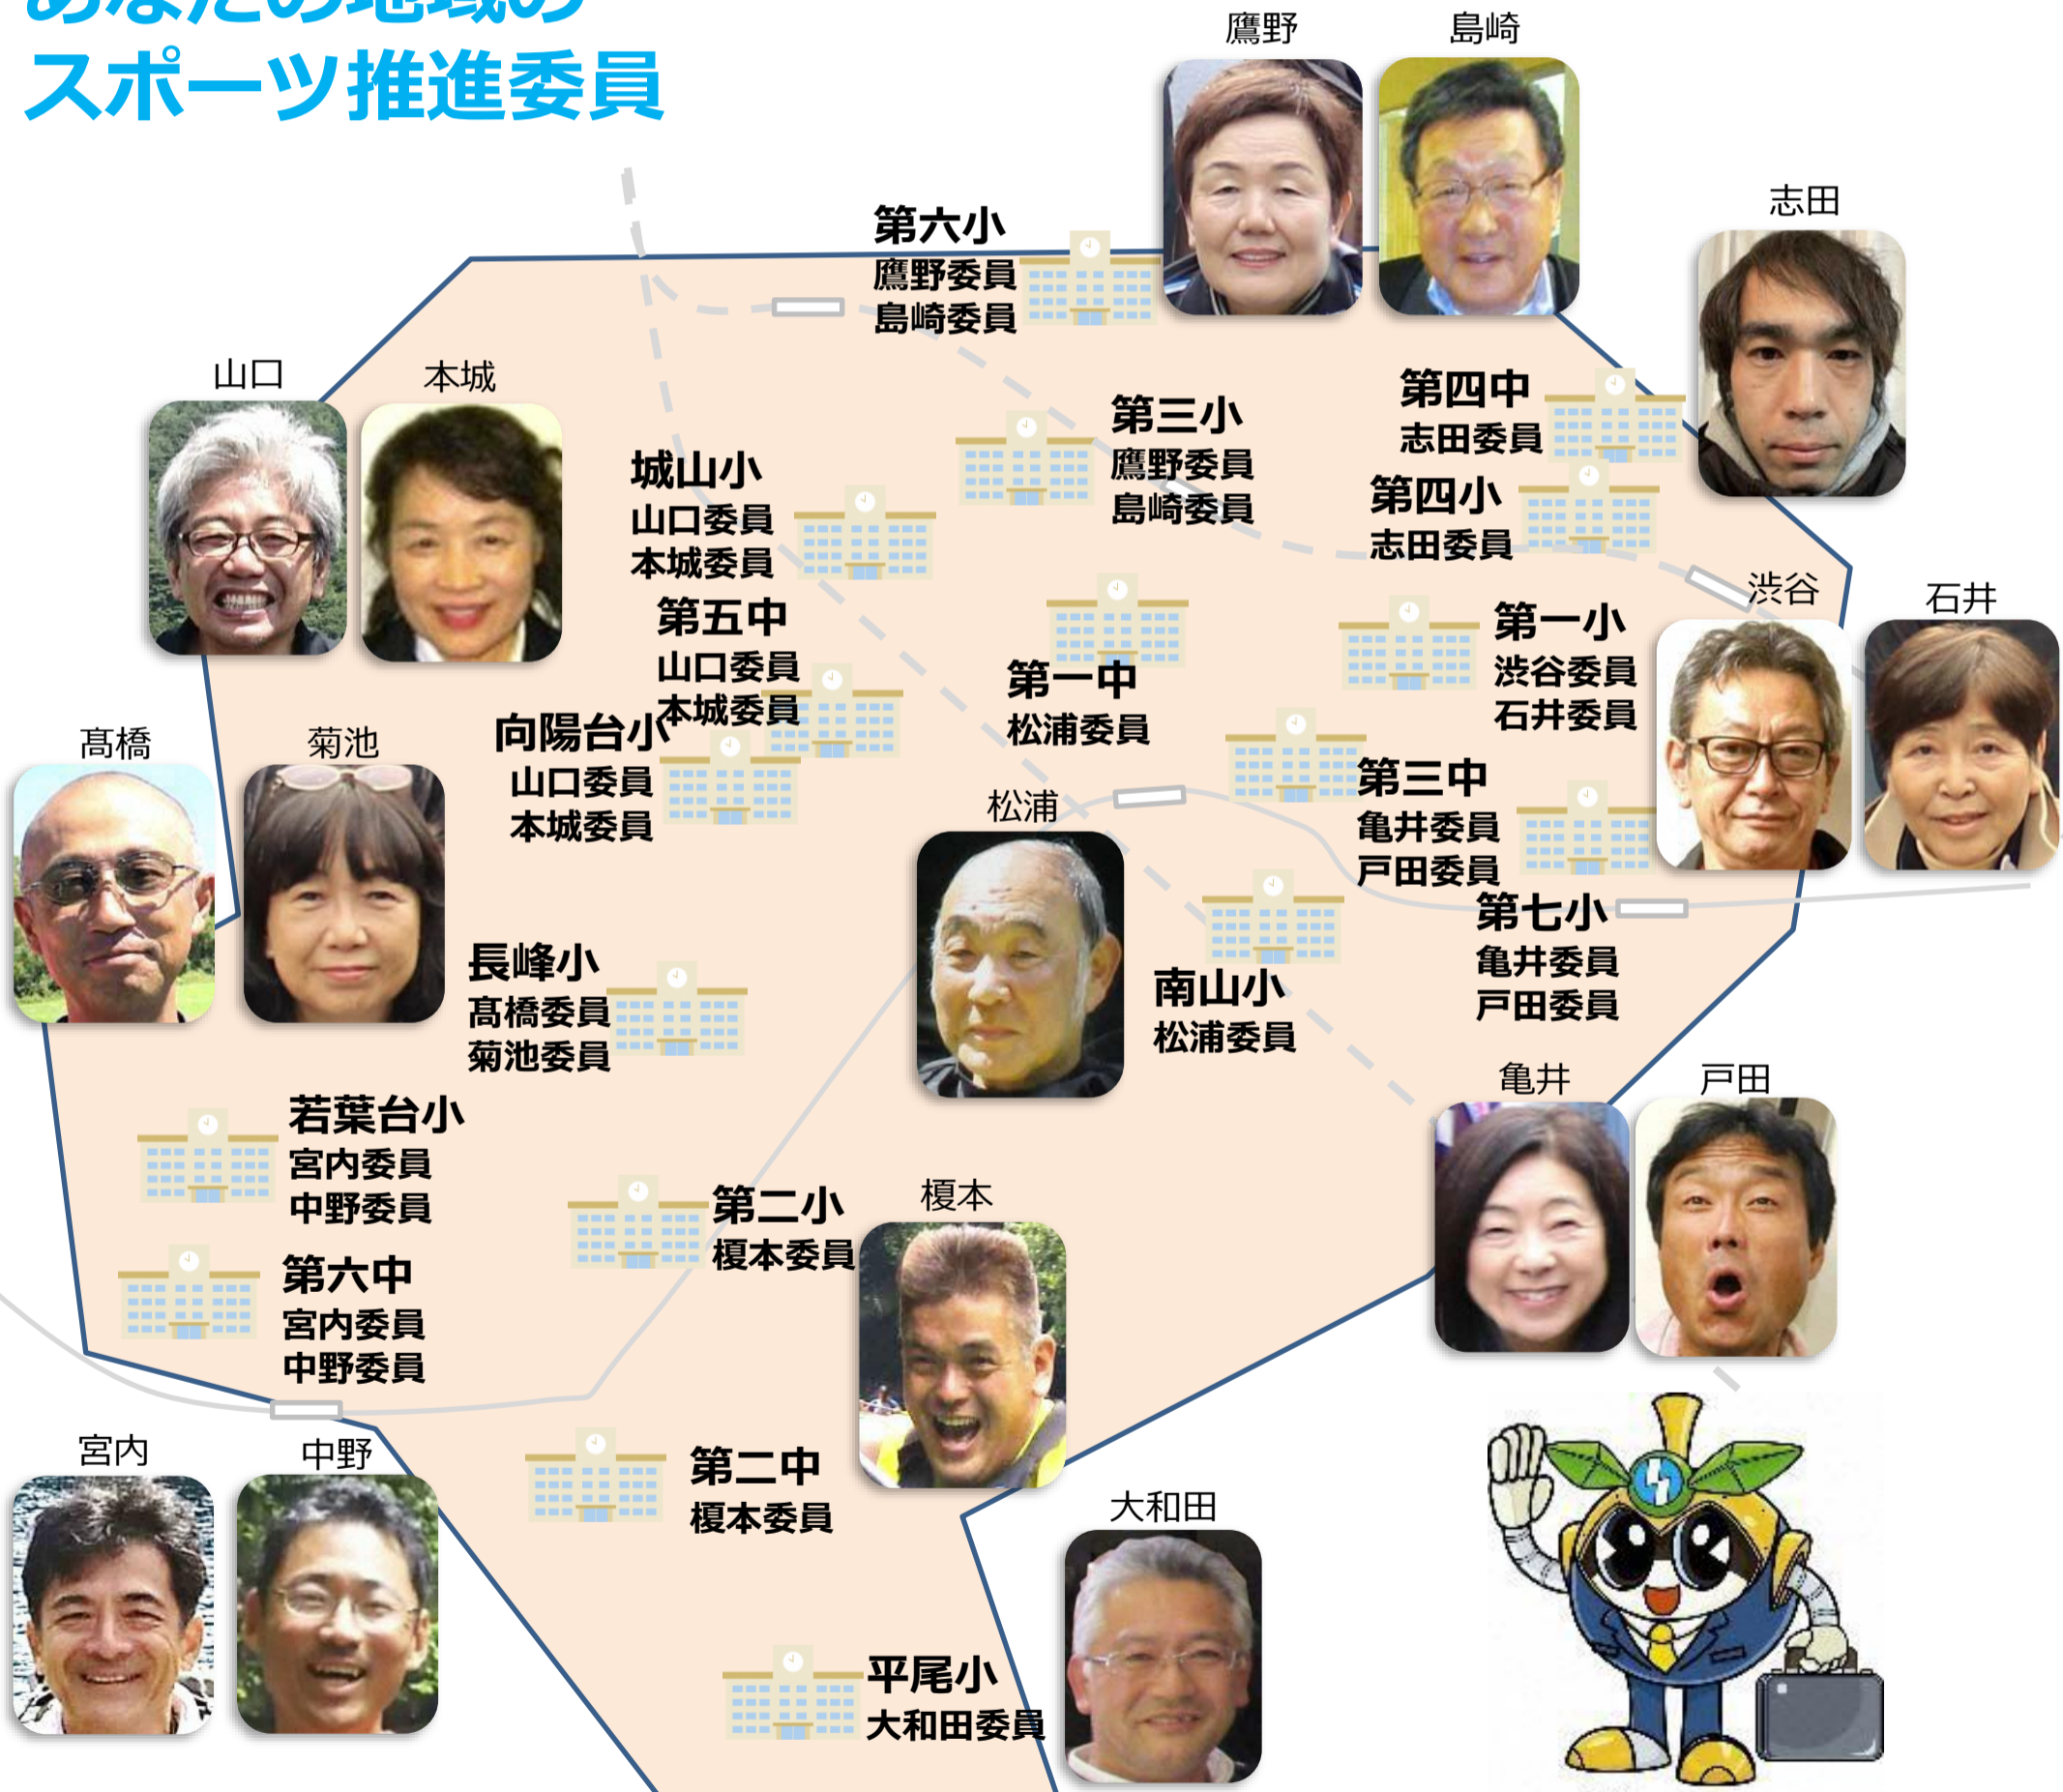 あなたの地域の
スポーツ推進委員
鷹野
島崎
志田
第六小
鷹野委員
島崎委員
山口
本城
第三小
鷹野委員
島崎委員
第四中
志田委員
第四小
志田委員
城山小
山口委員
本城委員
第五中
山口委員
本城委員
向陽台小
山口委員
本城委員
第一中
松浦委員
第一小
渋谷委員
石井委員
渋谷
石井
髙橋
菊池
松浦
第三中
亀井委員
戸田委員
第七小
亀井委員
戸田委員
長峰小
髙橋委員
菊池委員
南山小
松浦委員
亀井
戸田
若葉台小
宮内委員
中野委員
第二小
榎本委員
榎本
第六中
宮内委員
中野委員
宮内
中野
第二中
榎本委員
大和田
平尾小
大和田委員